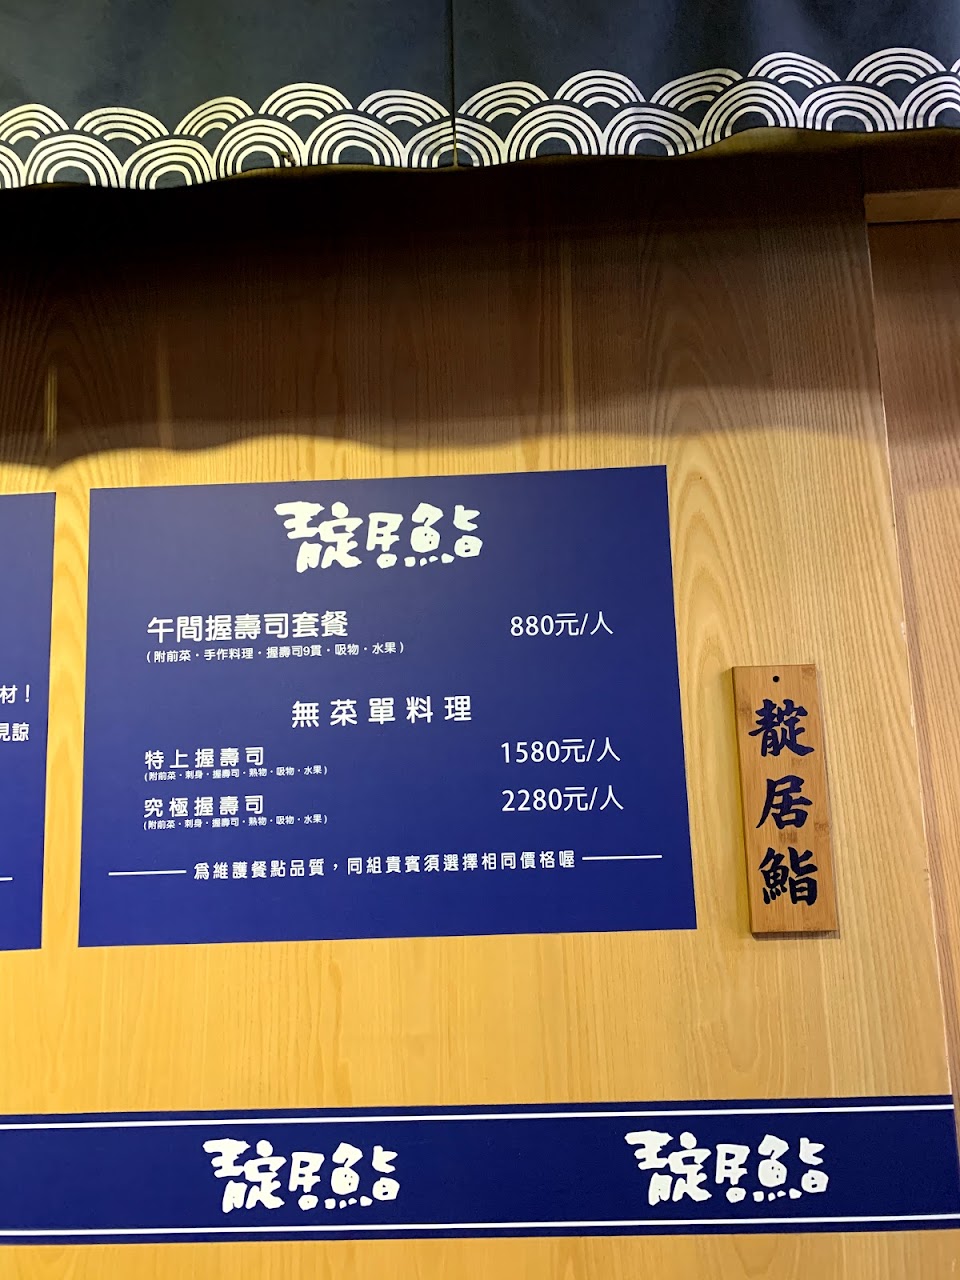 材！
見諒
靛居鮨
午間握壽司套餐 880元/人
(附前菜·手作料理·握壽司9貫·吸物·水果)
無菜單料理
特上握壽司 1580元/人
(附前菜·刺身·握壽司·熟物·吸物·水果)
究極握壽司 2280元/人
(附前菜·刺身·握壽司·熟物·吸物·水果)
為維護餐點品質，同組貴賓須選擇相同價格喔
靛居鮨
靛居鮨
靛居鮨